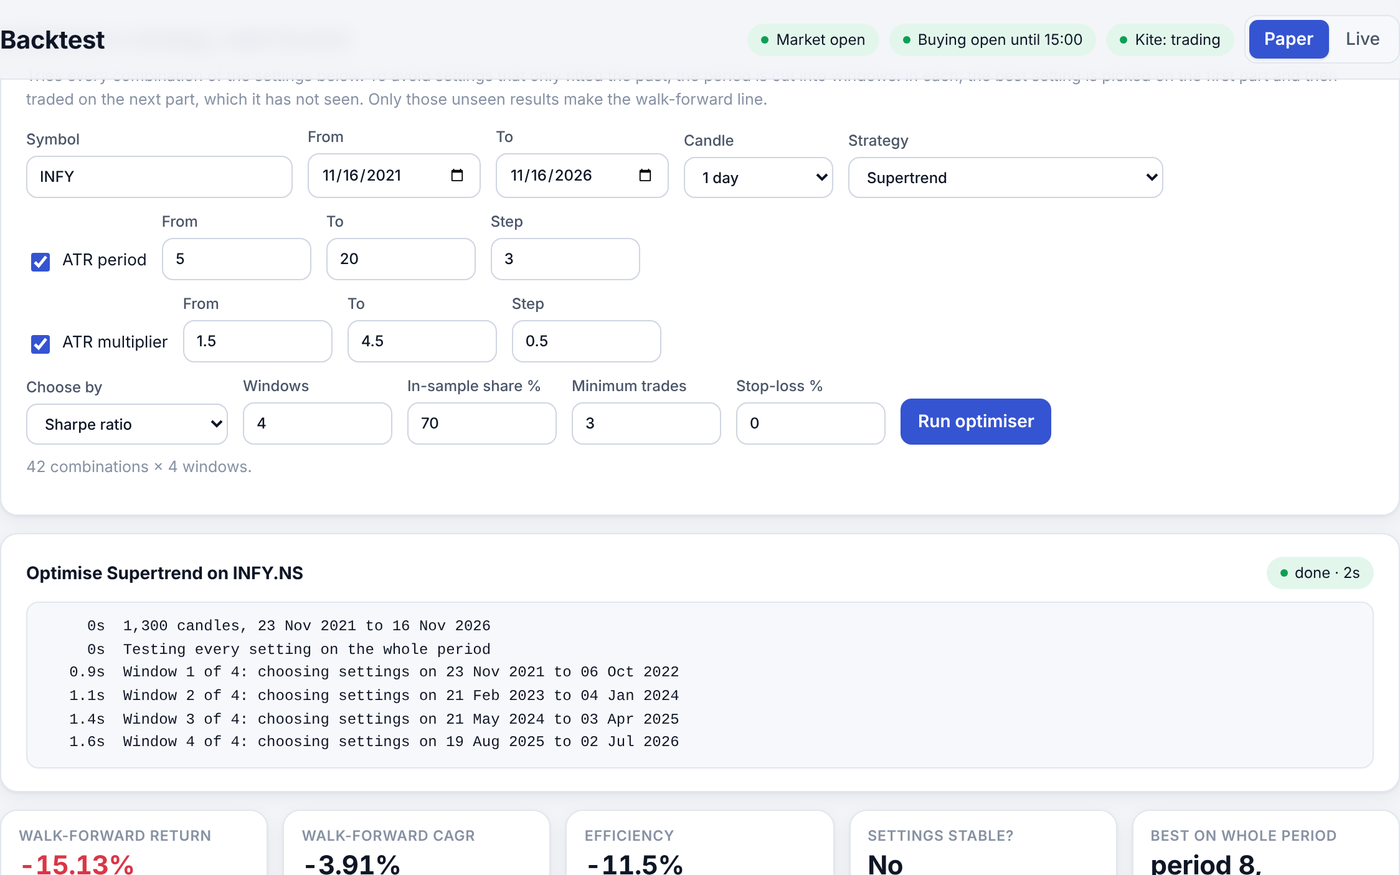 Backtest
Market open
Buying open until 15:00
Kite: trading
Paper
Live
traded on the next part, which it has not seen. Only those unseen results make the walk-forward line.
Symbol
From
To
Candle
Strategy
INFY
11/16/2021
11/16/2026
1 day
Supertrend
From
To
Step
ATR period
5
20
3
From
To
Step
ATR multiplier
1.5
4.5
0.5
Choose by
Windows
In-sample share %
Minimum trades
Stop-loss %
Sharpe ratio
4
70
3
0
Run optimiser
42 combinations × 4 windows.
Optimise Supertrend on INFY.NS
done · 2s
0s 1,300 candles, 23 Nov 2021 to 16 Nov 2026
0s Testing every setting on the whole period
0.9s Window 1 of 4: choosing settings on 23 Nov 2021 to 06 Oct 2022
1.1s Window 2 of 4: choosing settings on 21 Feb 2023 to 04 Jan 2024
1.4s Window 3 of 4: choosing settings on 21 May 2024 to 03 Apr 2025
1.6s Window 4 of 4: choosing settings on 19 Aug 2025 to 02 Jul 2026
WALK-FORWARD RETURN
-15.13%
WALK-FORWARD CAGR
-3.91%
EFFICIENCY
-11.5%
SETTINGS STABLE?
No
BEST ON WHOLE PERIOD
period 8,